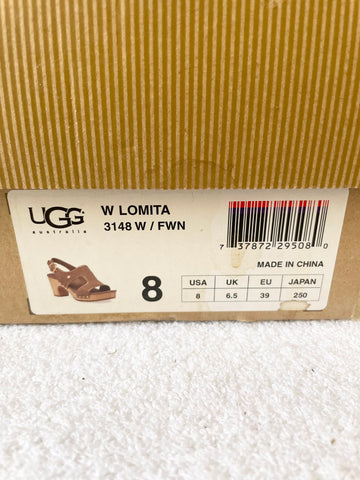 UGG
australia
W LOMITA
3148 W / FWN
7 37872 29508 0
MADE IN CHINA
8
USA UK EU JAPAN
8 6.5 39 250